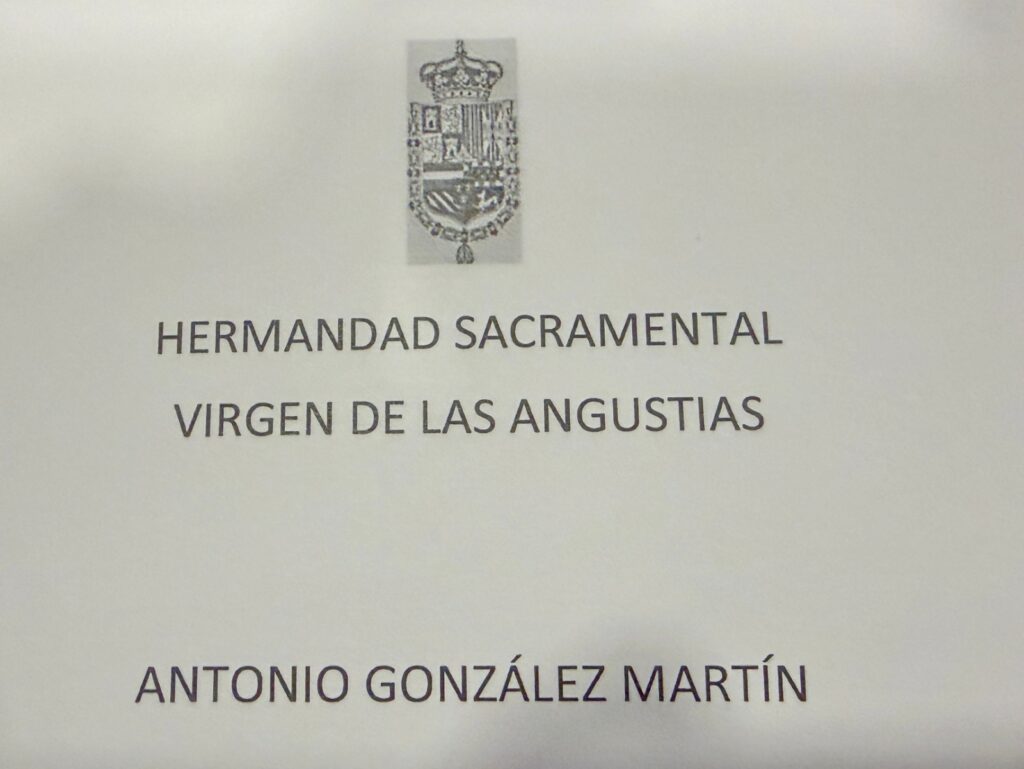 HERMANDAD SACRAMENTAL
VIRGEN DE LAS ANGUSTIAS
ANTONIO GONZÁLEZ MARTÍN